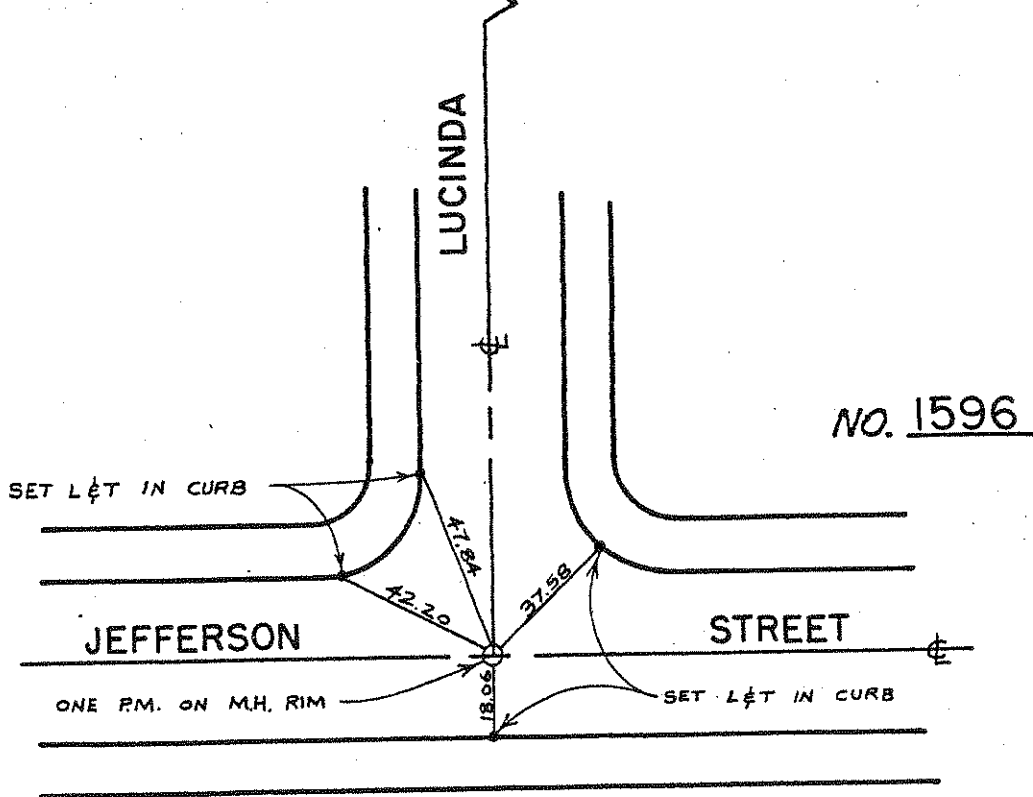 LUCINDA
℄
NO. 1596
SET L&T IN CURB
47.84
42.20
37.58
JEFFERSON
STREET
℄
18.06
ONE P.M. ON M.H. RIM
SET L&T IN CURB